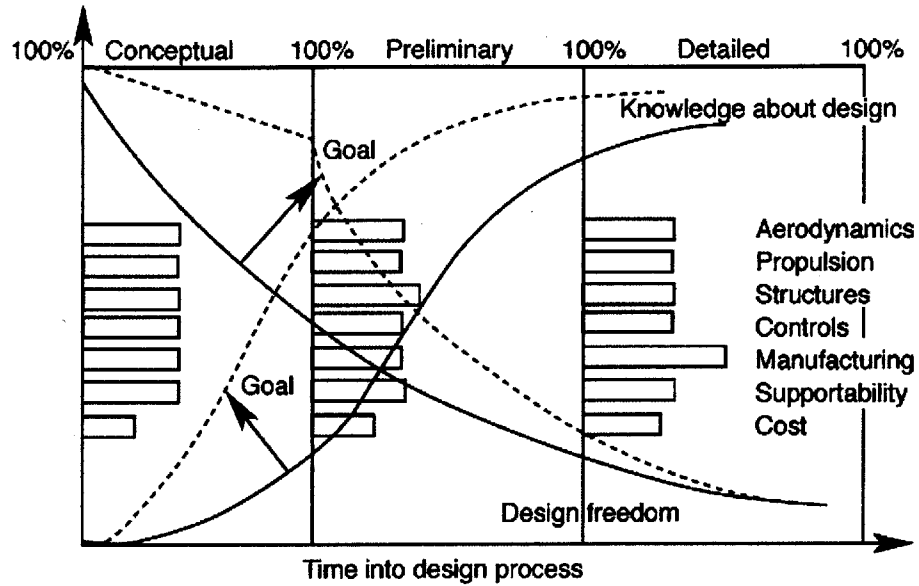 100% Conceptual 100% Preliminary 100% Detailed 100%
Knowledge about design
Goal
Aerodynamics
Propulsion
Structures
Controls
Manufacturing
Goal
Supportability
Cost
Design freedom
Time into design process